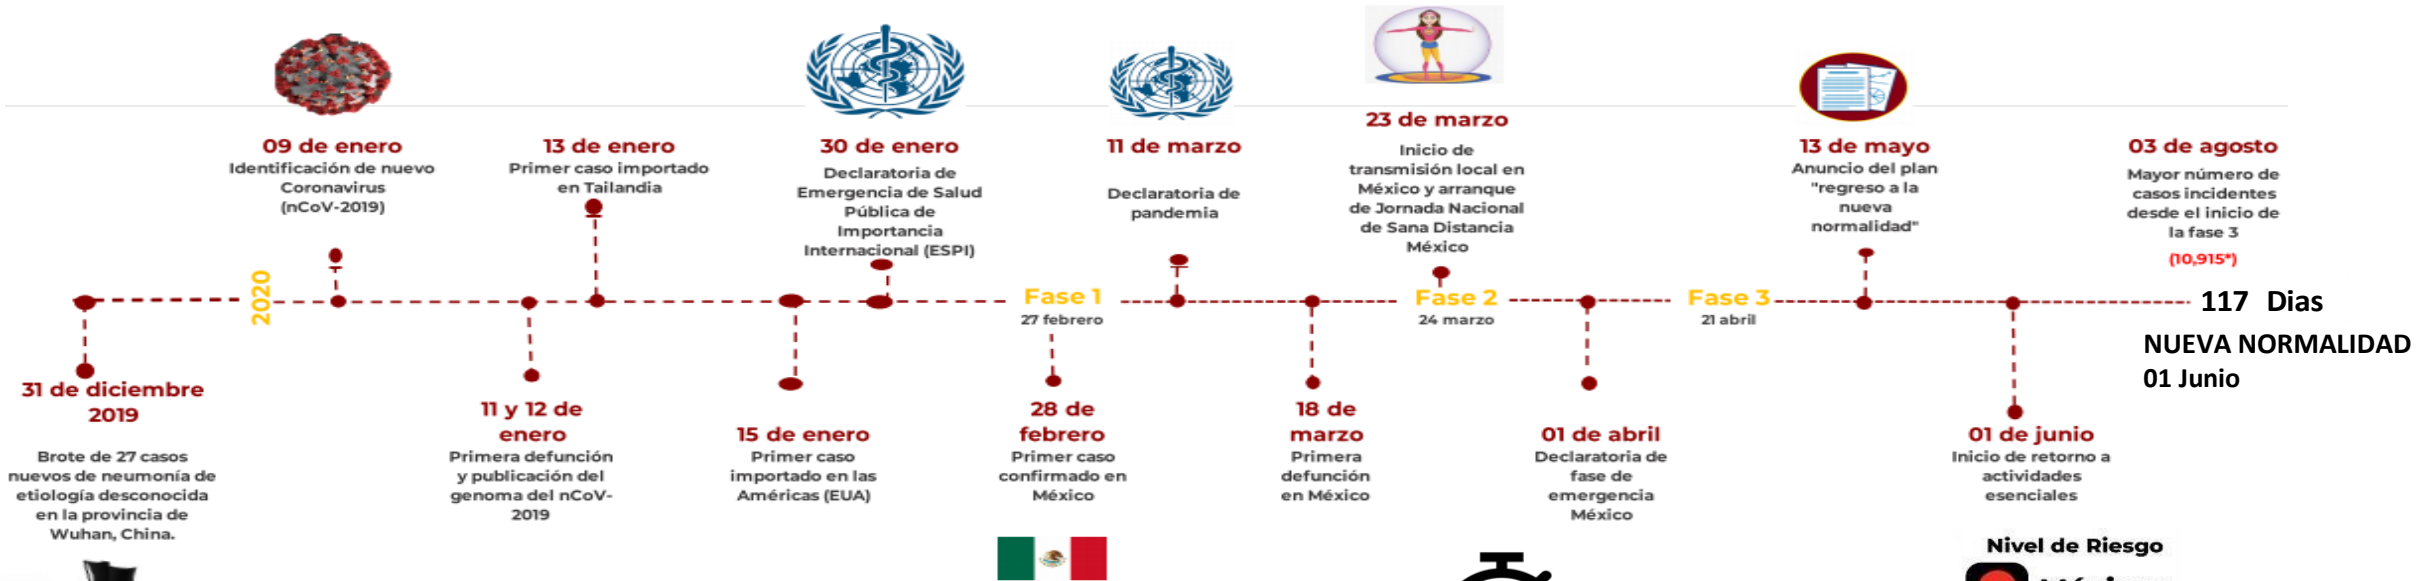 09 de enero
Identificación de nuevo
Coronavirus
(nCoV-2019)
13 de enero
Primer caso importado
en Tailandia
30 de enero
Declaratoria de
Emergencia de Salud
Pública de
Importancia
Internacional (ESPI)
11 de marzo
Declaratoria de
pandemia
23 de marzo
Inicio de
transmisión local en
México y arranque
de Jornada Nacional
de Sana Distancia
México
13 de mayo
Anuncio del plan
"regreso a la
nueva
normalidad"
03 de agosto
Mayor número de
casos incidentes
desde el inicio de
la fase 3
(10,915*)
2020
Fase 1
27 febrero
Fase 2
24 marzo
Fase 3
21 abril
117 Dias
NUEVA NORMALIDAD
01 Junio
31 de diciembre
2019
Brote de 27 casos
nuevos de neumonía de
etiología desconocida
en la provincia de
Wuhan, China.
11 y 12 de
enero
Primera defunción
y publicación del
genoma del nCoV-
2019
15 de enero
Primer caso
importado en las
Américas (EUA)
28 de
febrero
Primer caso
confirmado en
México
18 de
marzo
Primera
defunción
en México
01 de abril
Declaratoria de
fase de
emergencia
México
01 de junio
Inicio de retorno a
actividades
esenciales
Nivel de Riesgo